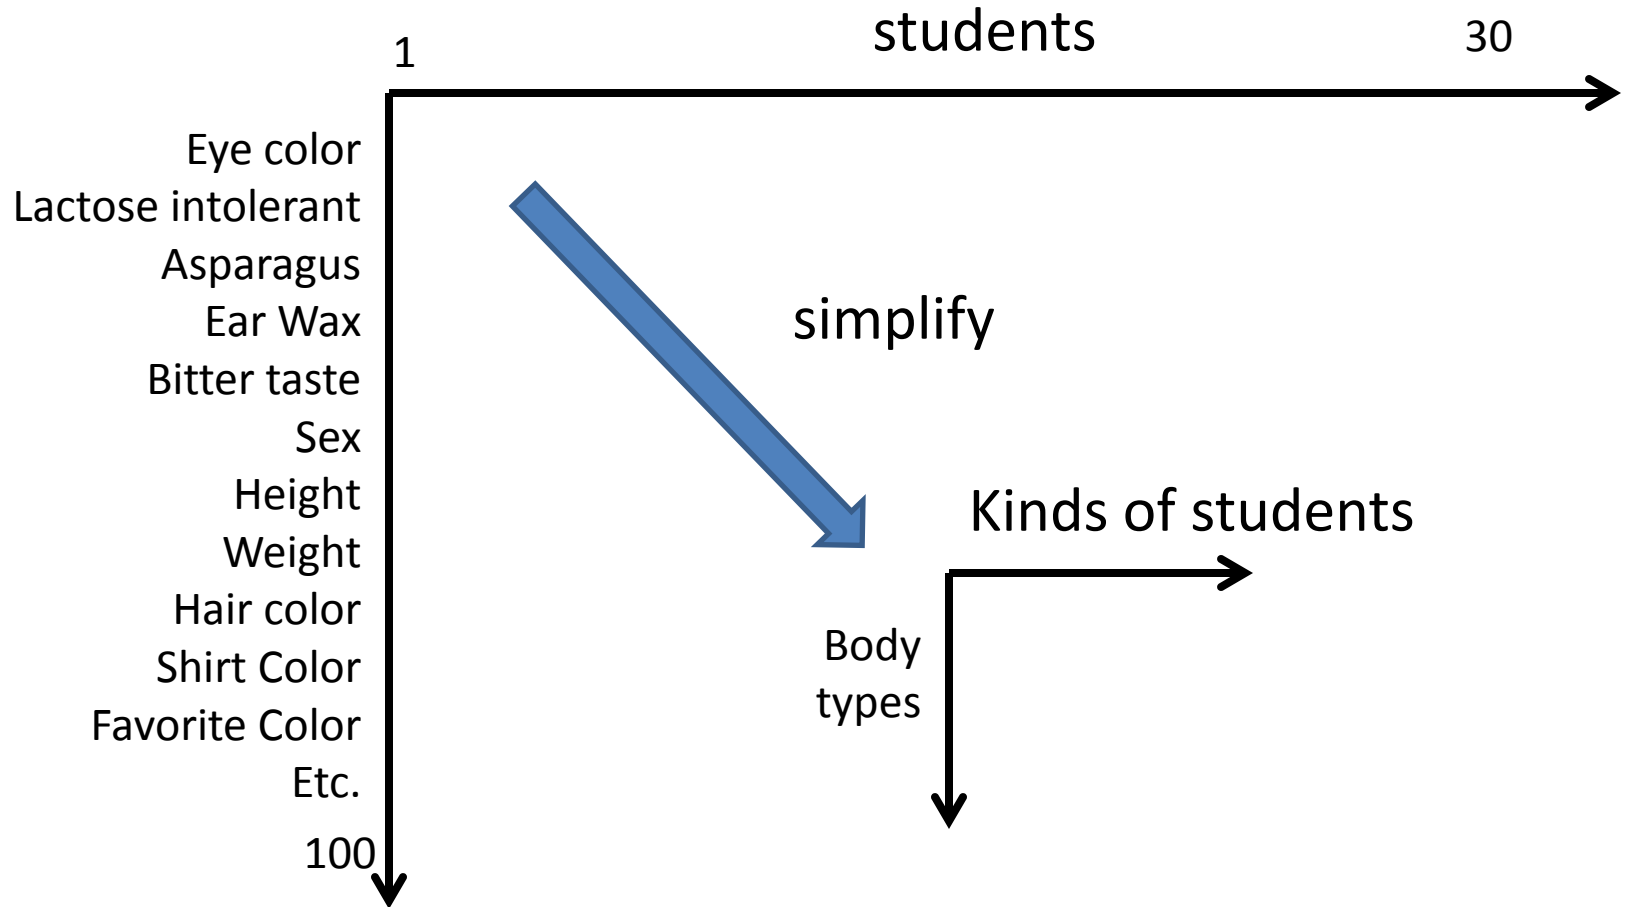 students
1
30
Eye color
Lactose intolerant
Asparagus
Ear Wax
Bitter taste
Sex
Height
Weight
Hair color
Shirt Color
Favorite Color
Etc.
100
simplify
Kinds of students
Body
types